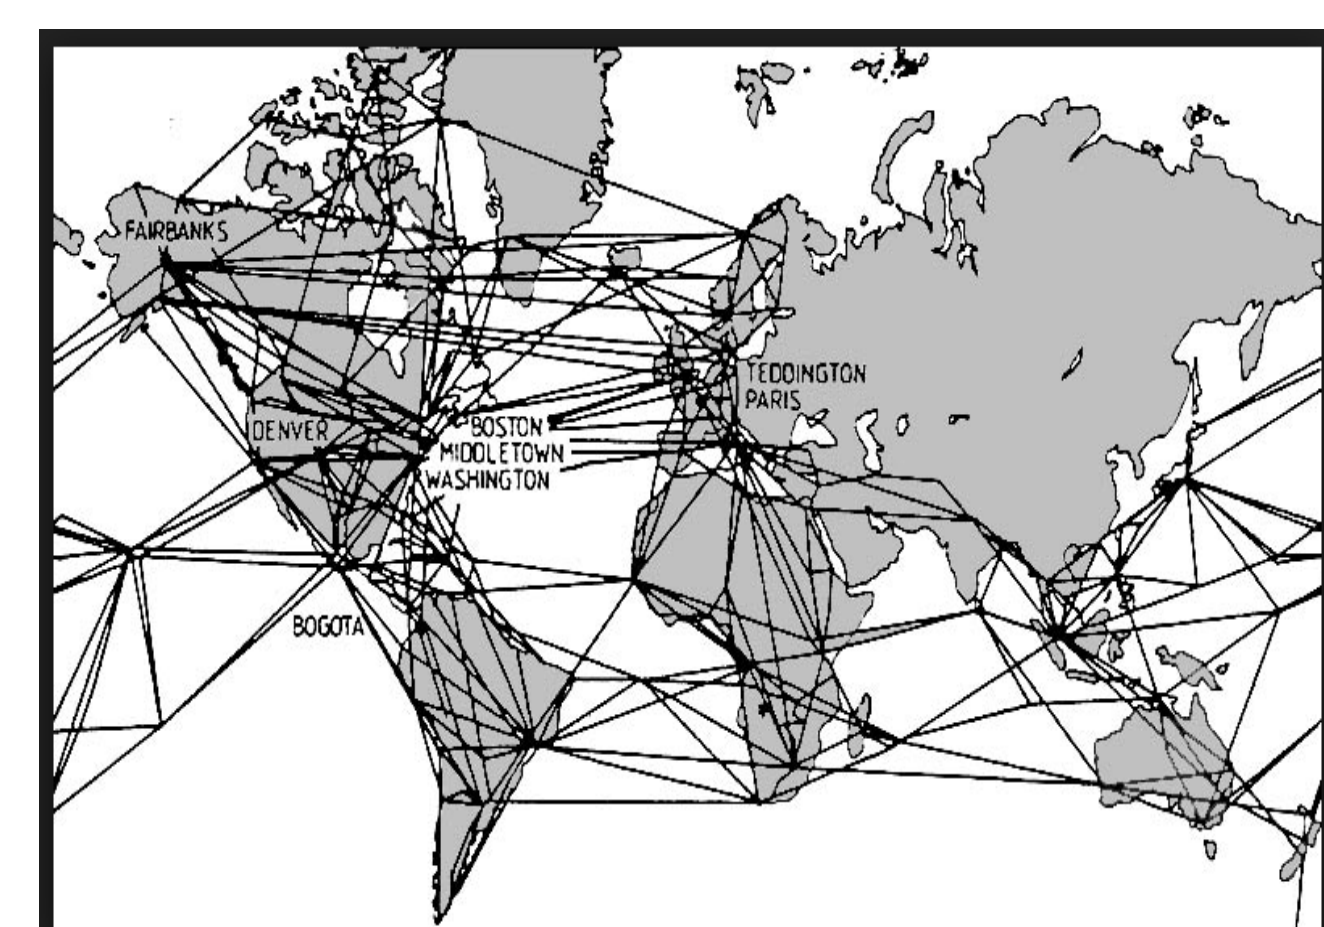 FAIRBANKS
TEDDINGTON
PARIS
DENVER
BOSTON
MIDDLETOWN
WASHINGTON
BOGOTA